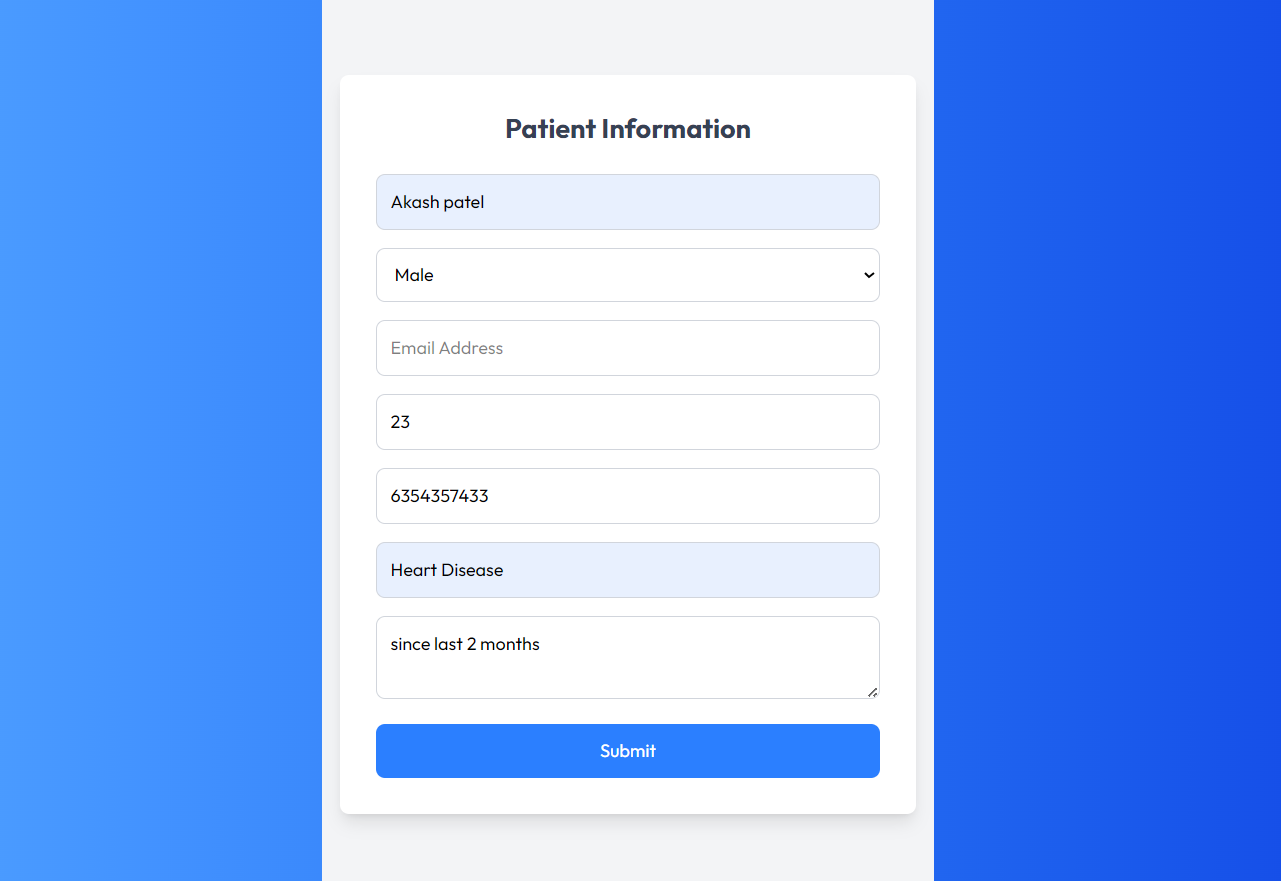 Patient Information
Akash patel
Male
Email Address
23
6354357433
Heart Disease
since last 2 months
Submit